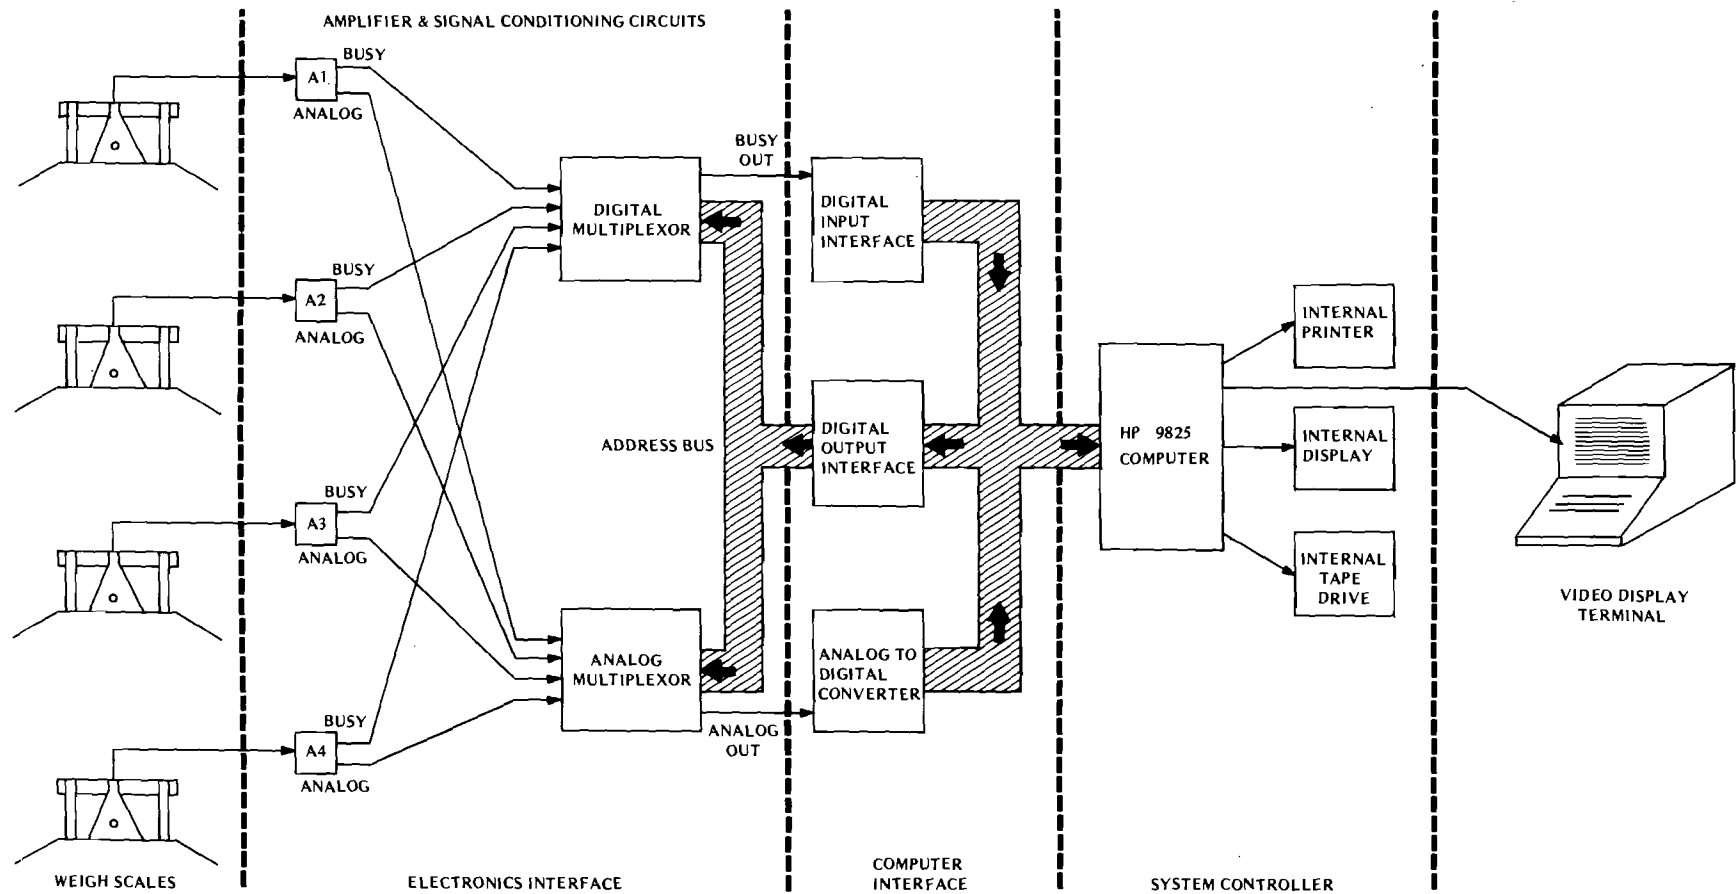 AMPLIFIER & SIGNAL CONDITIONING CIRCUITS
BUSY
A1
ANALOG
BUSY
A2
ANALOG
BUSY
A3
ANALOG
BUSY
A4
ANALOG
DIGITAL
MULTIPLEXOR
ADDRESS BUS
ANALOG
MULTIPLEXOR
BUSY
OUT
ANALOG
OUT
DIGITAL
INPUT
INTERFACE
DIGITAL
OUTPUT
INTERFACE
ANALOG TO
DIGITAL
CONVERTER
HP 9825
COMPUTER
INTERNAL
PRINTER
INTERNAL
DISPLAY
INTERNAL
TAPE
DRIVE
VIDEO DISPLAY
TERMINAL
WEIGH SCALES
ELECTRONICS INTERFACE
COMPUTER
INTERFACE
SYSTEM CONTROLLER